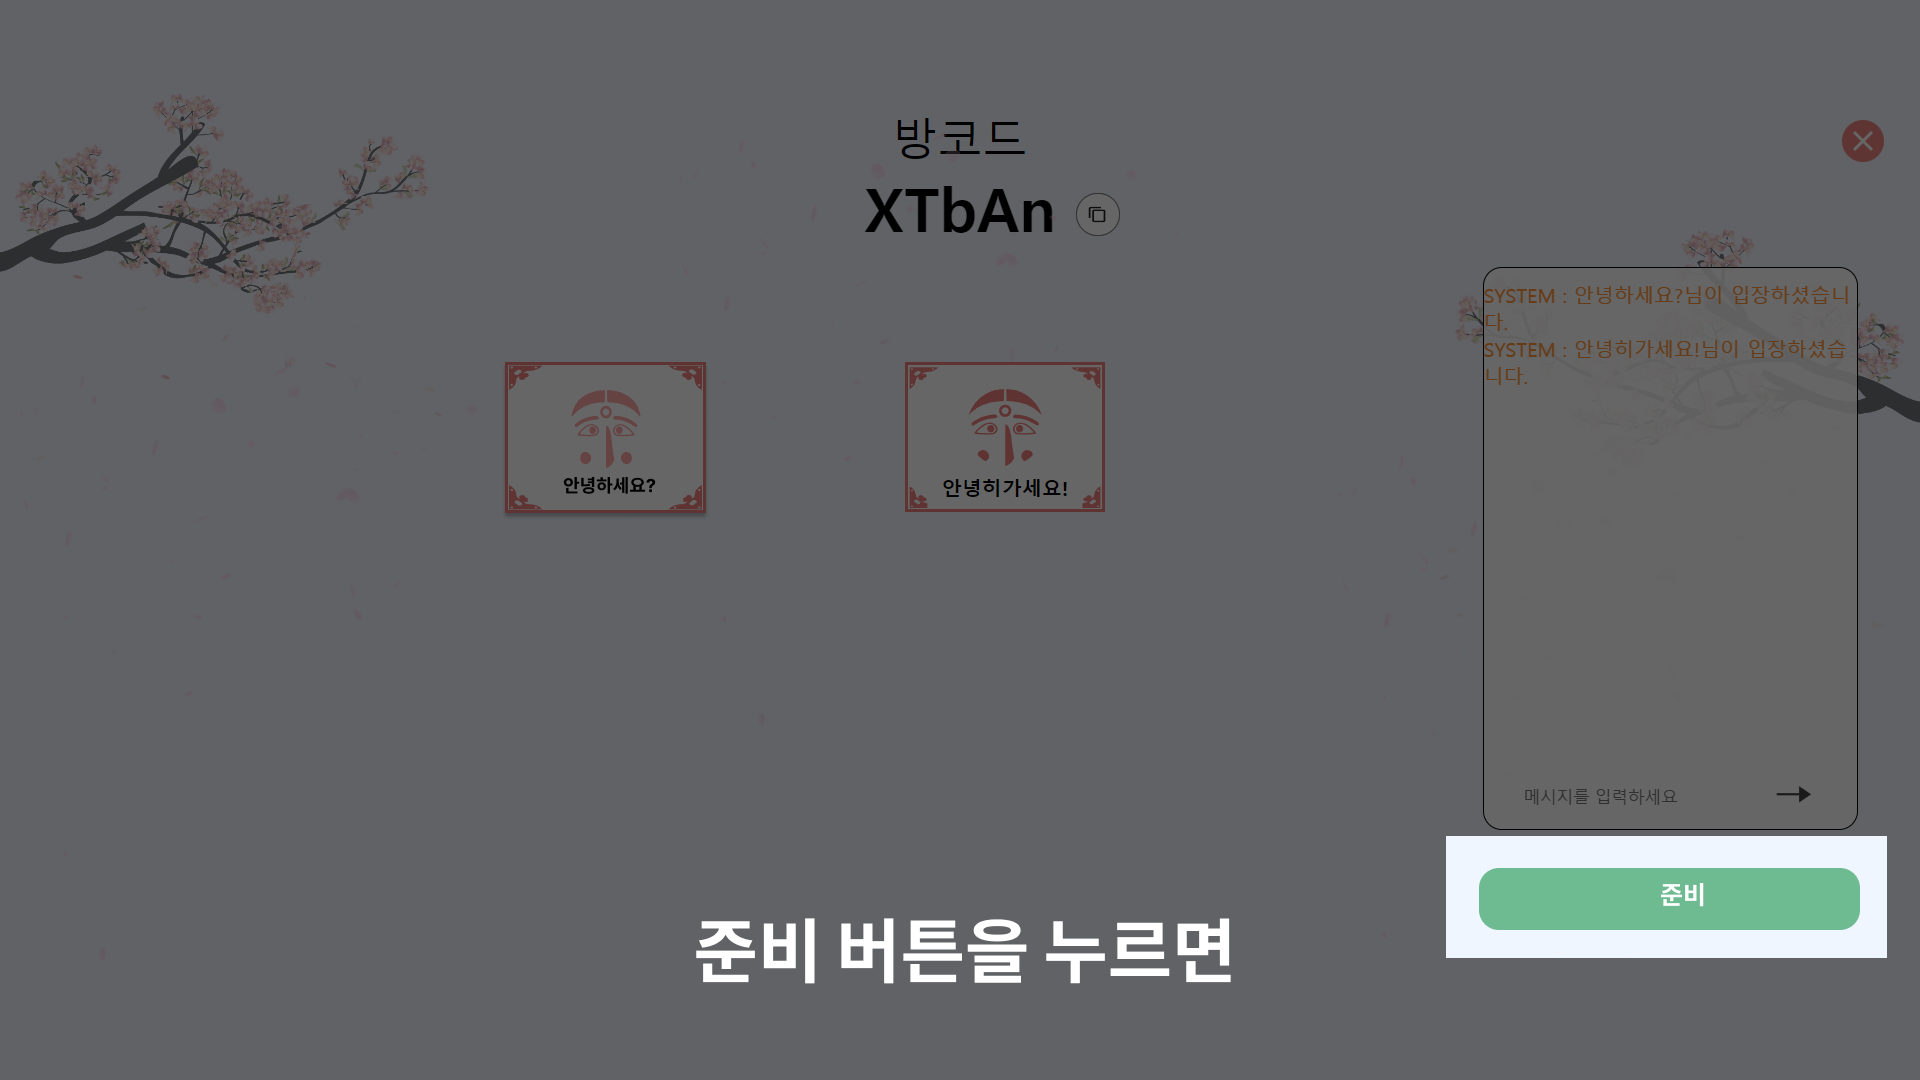 방코드
XTbAn
SYSTEM : 안녕하세요?님이 입장하셨습니
다.
SYSTEM : 안녕히가세요!님이 입장하셨습
니다.
안녕하세요?
안녕히가세요!
메시지를 입력하세요
준비
준비 버튼을 누르면